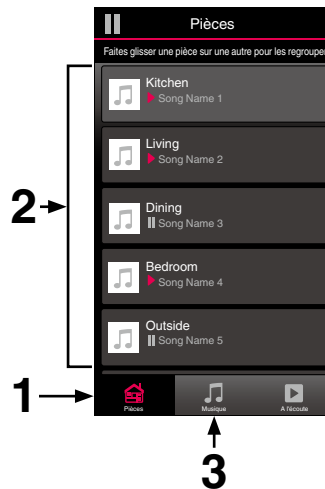 Pièces
Faites glisser une pièce sur une autre pour les regrouper
Kitchen
Song Name 1
Living
Song Name 2
2
Dining
Song Name 3
Bedroom
Song Name 4
Outside
Song Name 5
1
Pièces
Musique
A l'écoute
3